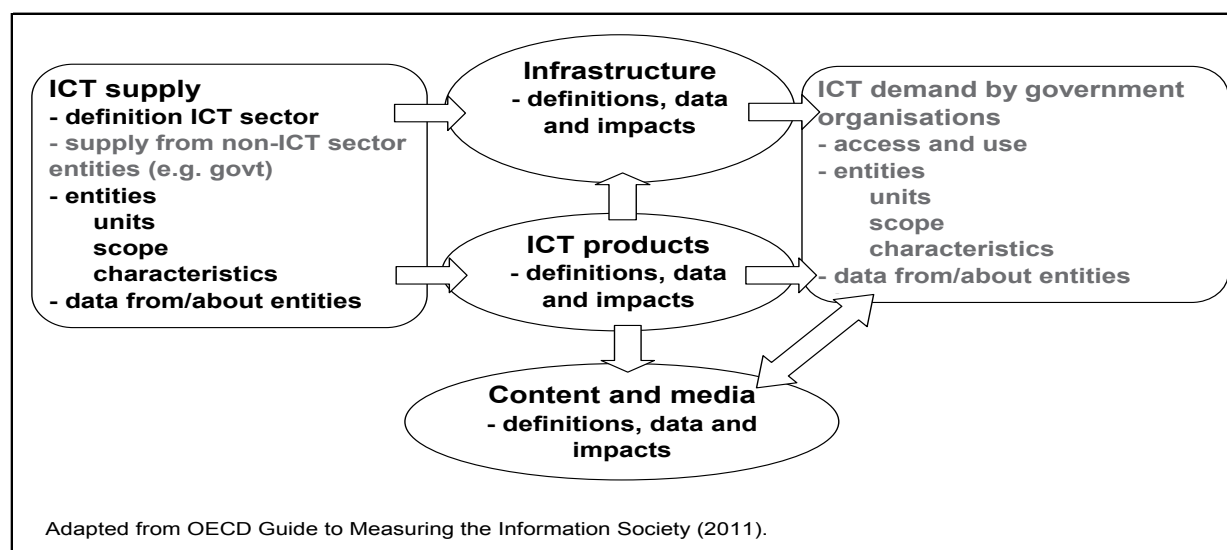 ICT supply
- definition ICT sector
- supply from non-ICT sector
entities (e.g. govt)
- entities
units
scope
characteristics
- data from/about entities
Infrastructure
- definitions, data
and impacts
ICT products
- definitions, data
and impacts
Content and media
- definitions, data and
impacts
ICT demand by government
organisations
- access and use
- entities
units
scope
characteristics
- data from/about entities
Adapted from OECD Guide to Measuring the Information Society (2011).